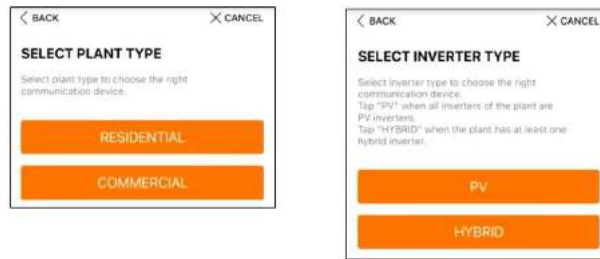 BACK
CANCEL
SELECT PLANT TYPE
Select plant type to choose the right
communication device.
RESIDENTIAL
COMMERCIAL
BACK
CANCEL
SELECT INVERTER TYPE
Select inverter type to choose the right
communication device.
Tap "PV" when all inverters of the plant are
PV inverters.
Tap "HYBRID" when the plant has at least one
hybrid inverter.
PV
HYBRID